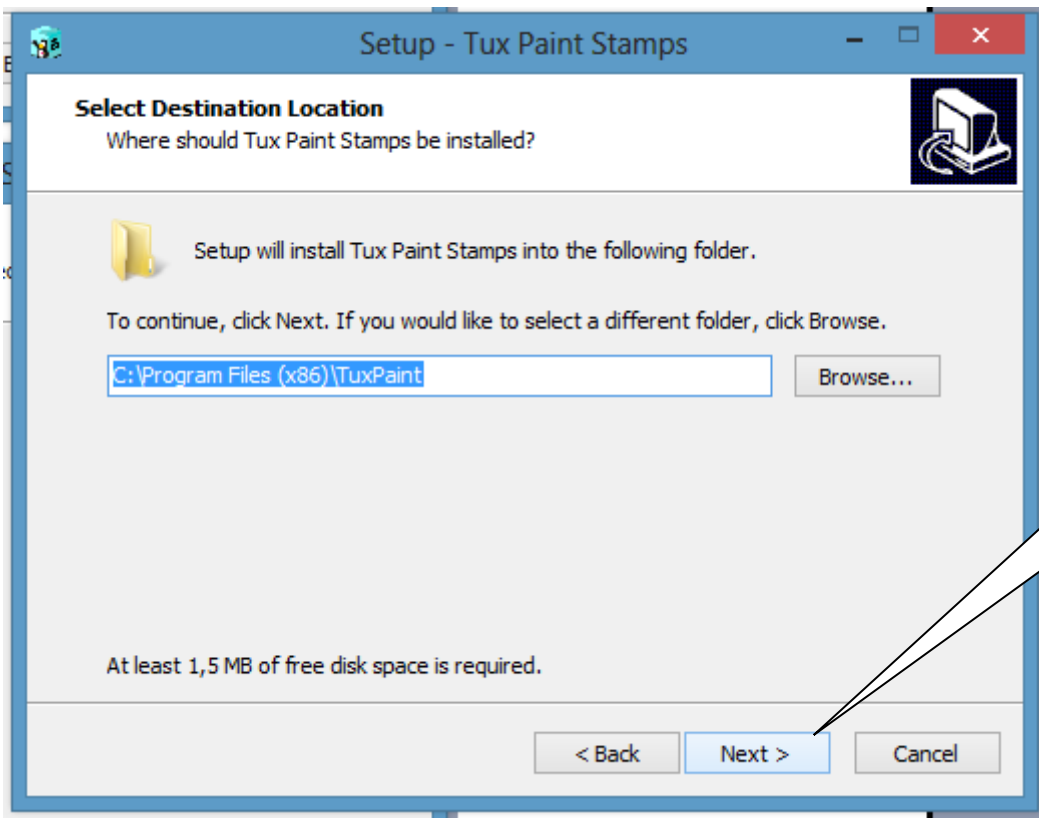 Setup - Tux Paint Stamps
Select Destination Location
Where should Tux Paint Stamps be installed?
Setup will install Tux Paint Stamps into the following folder.
To continue, click Next. If you would like to select a different folder, click Browse.
C:\Program Files (x86)\TuxPaint
Browse...
At least 1,5 MB of free disk space is required.
< Back
Next >
Cancel